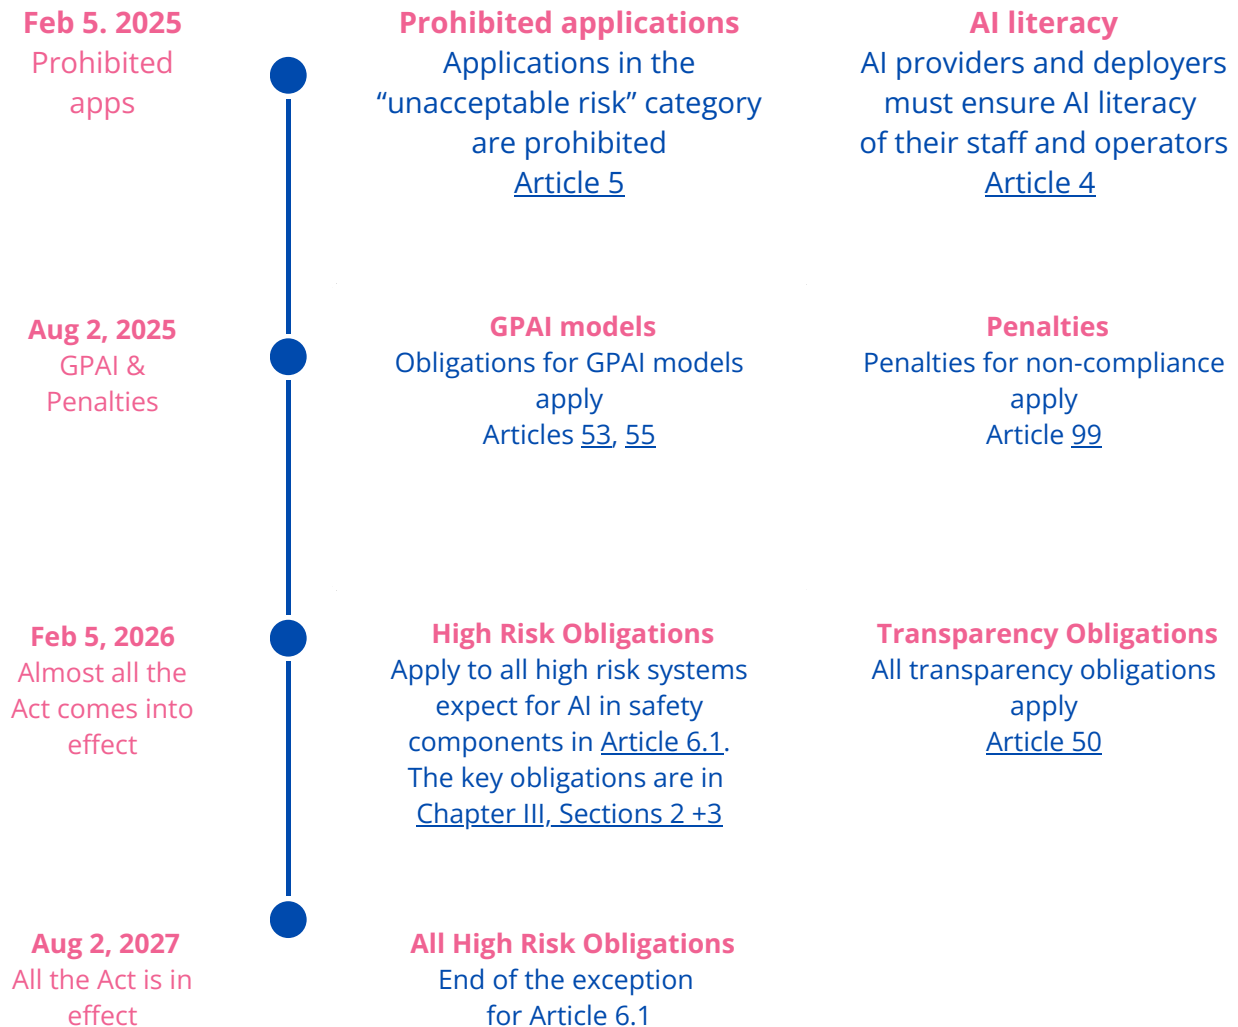 Feb 5. 2025
Prohibited
apps
Prohibited applications
Applications in the
“unacceptable risk” category
are prohibited
Article 5
AI literacy
AI providers and deployers
must ensure AI literacy
of their staff and operators
Article 4
Aug 2, 2025
GPAI &
Penalties
GPAI models
Obligations for GPAI models
apply
Articles 53, 55
Penalties
Penalties for non-compliance
apply
Article 99
Feb 5, 2026
Almost all the
Act comes into
effect
High Risk Obligations
Apply to all high risk systems
expect for AI in safety
components in Article 6.1.
The key obligations are in
Chapter III, Sections 2 +3
Transparency Obligations
All transparency obligations
apply
Article 50
Aug 2, 2027
All the Act is in
effect
All High Risk Obligations
End of the exception
for Article 6.1